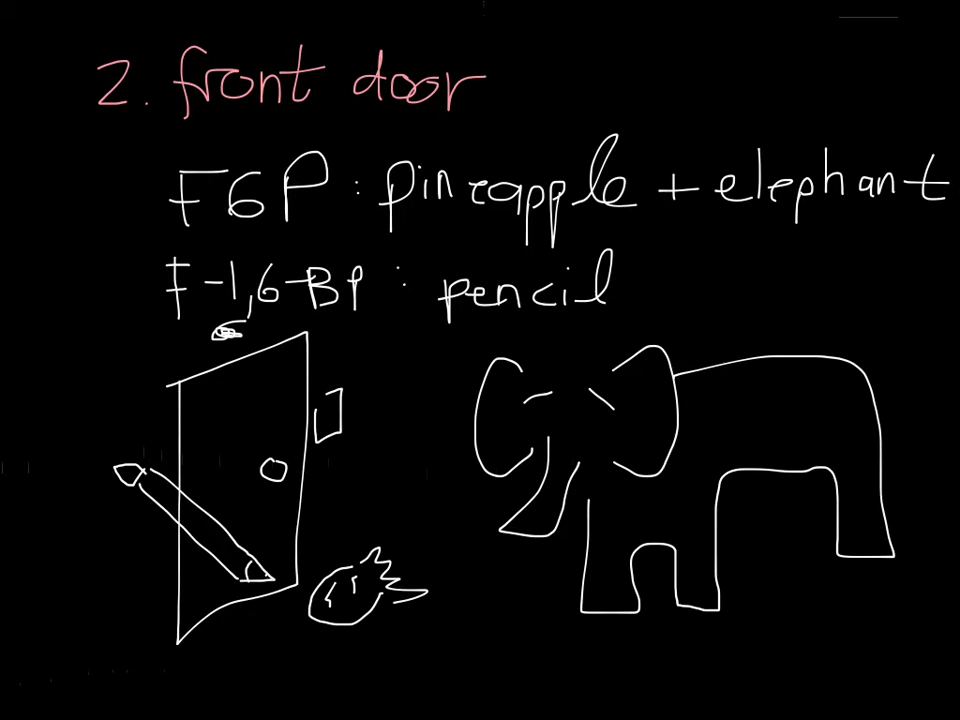 2. front door
F6P: pineapple + elephant
F-1,6-BP: pencil